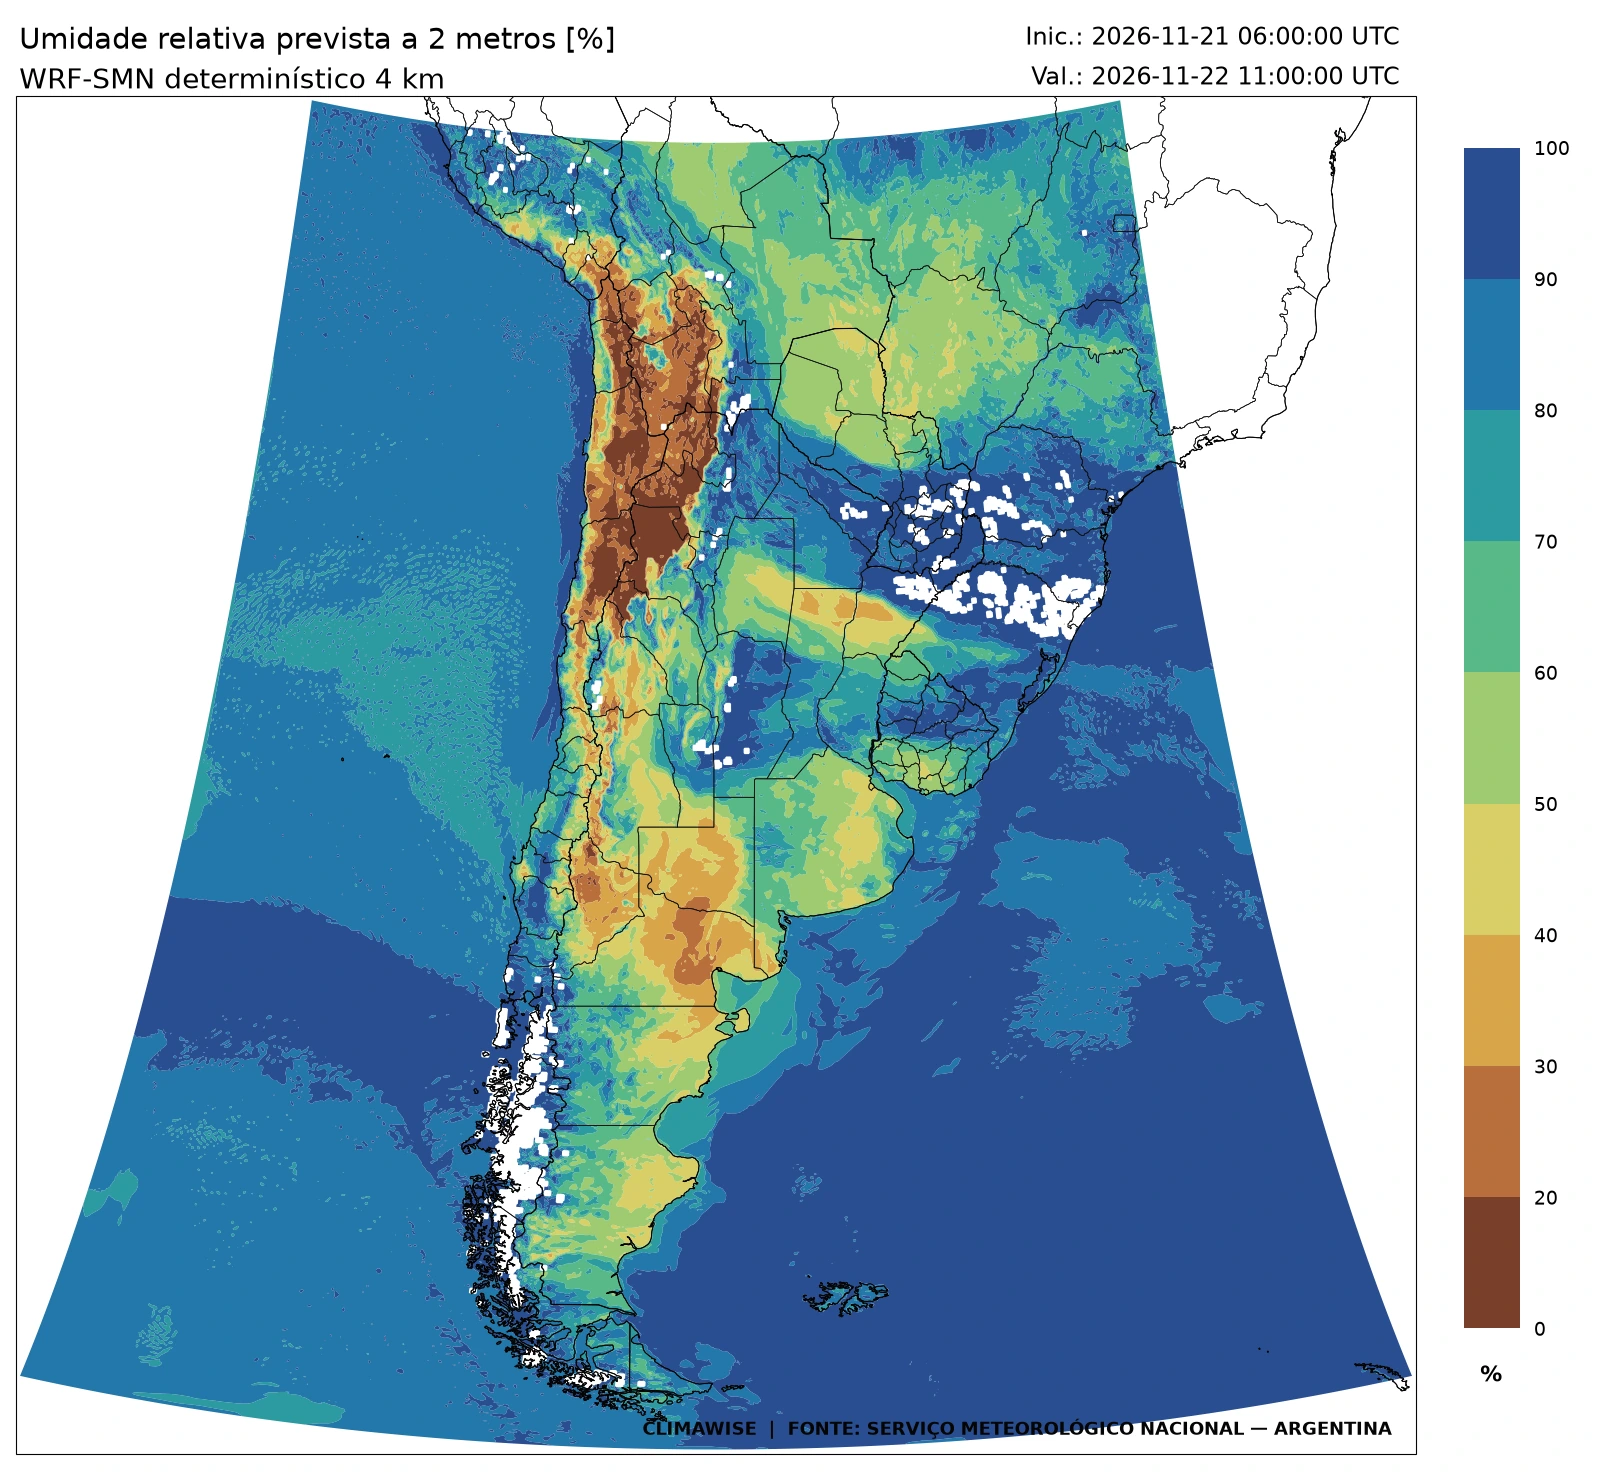 Umidade relativa prevista a 2 metros [%]
WRF-SMN determinístico 4 km
Inic.: 2026-11-21 06:00:00 UTC
Val.: 2026-11-22 11:00:00 UTC
100
90
80
70
60
50
40
30
20
0
%
CLIMAWISE | FONTE: SERVIÇO METEOROLÓGICO NACIONAL — ARGENTINA